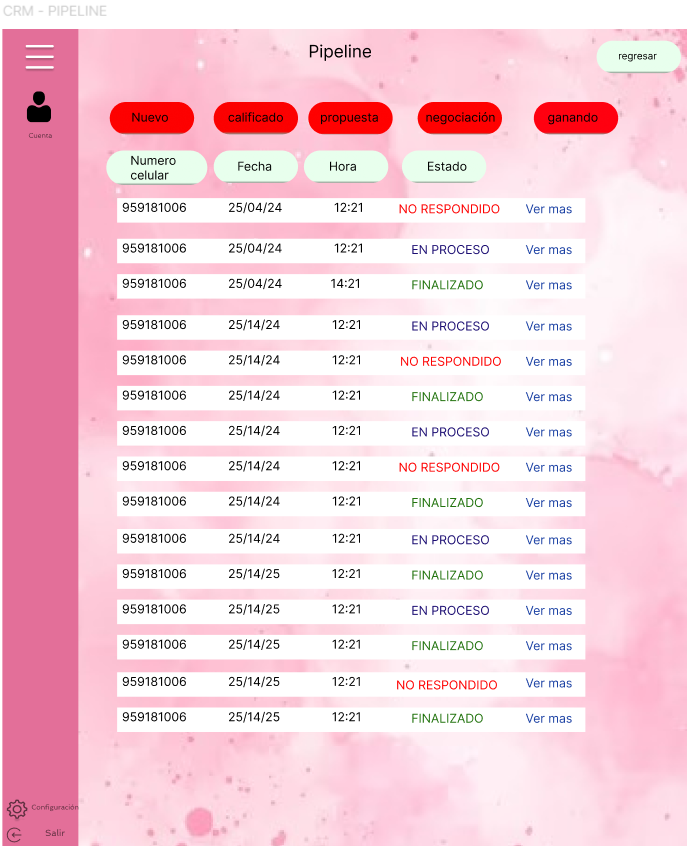 CRM - PIPELINE
Pipeline
regresar
Cuenta
Nuevo calificado propuesta negociación ganando
Numero
celular
Fecha Hora Estado
959181006 25/04/24 12:21 NO RESPONDIDO Ver mas
959181006 25/04/24 12:21 EN PROCESO Ver mas
959181006 25/04/24 14:21 FINALIZADO Ver mas
959181006 25/14/24 12:21 EN PROCESO Ver mas
959181006 25/14/24 12:21 NO RESPONDIDO Ver mas
959181006 25/14/24 12:21 FINALIZADO Ver mas
959181006 25/14/24 12:21 EN PROCESO Ver mas
959181006 25/14/24 12:21 NO RESPONDIDO Ver mas
959181006 25/14/24 12:21 FINALIZADO Ver mas
959181006 25/14/24 12:21 EN PROCESO Ver mas
959181006 25/14/25 12:21 FINALIZADO Ver mas
959181006 25/14/25 12:21 EN PROCESO Ver mas
959181006 25/14/25 12:21 FINALIZADO Ver mas
959181006 25/14/25 12:21 NO RESPONDIDO Ver mas
959181006 25/14/25 12:21 FINALIZADO Ver mas
Configuración
Salir